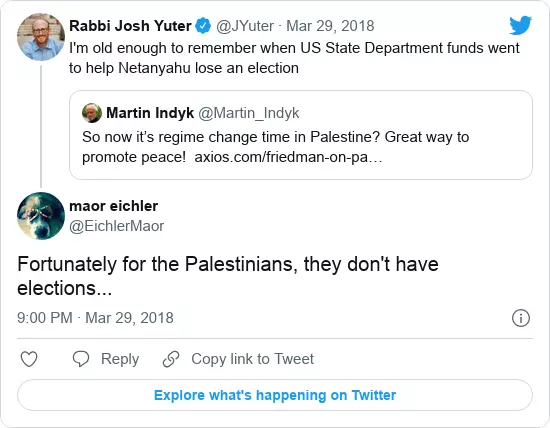 Rabbi Josh Yuter @JYuter · Mar 29, 2018
I'm old enough to remember when US State Department funds went
to help Netanyahu lose an election
Martin Indyk @Martin_Indyk
So now it's regime change time in Palestine? Great way to
promote peace! axios.com/friedman-on-pa…
maor eichler
@EichlerMaor
Fortunately for the Palestinians, they don't have
elections...
9:00 PM · Mar 29, 2018
Reply Copy link to Tweet
Explore what's happening on Twitter